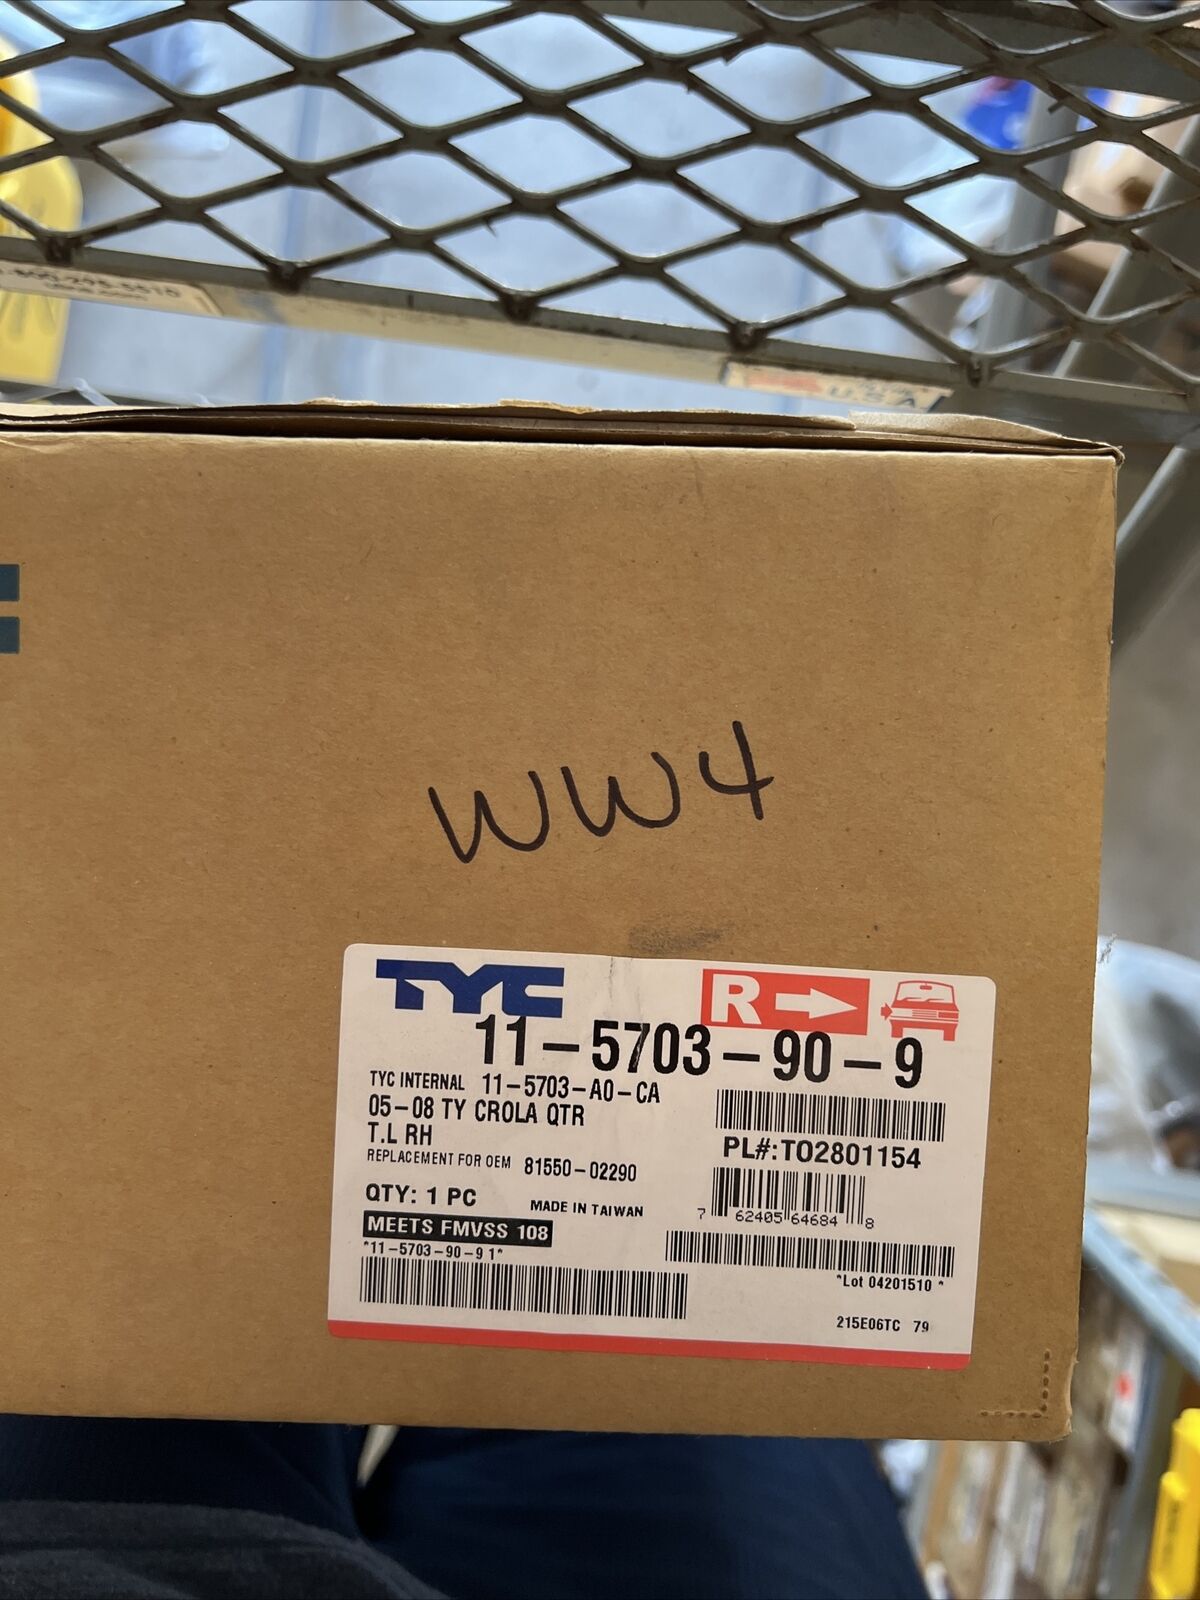 U.S.A
WW4
TYC
R
11-5703-90-9
TYC INTERNAL 11-5703-A0-CA
05-08 TY CROLA QTR
T.L RH
PL#:TO2801154
REPLACEMENT FOR OEM 81550-02290
QTY: 1 PC
MADE IN TAIWAN
7 62405 64684 8
MEETS FMVSS 108
*11-5703-90-9 1*
*Lot 04201510 *
215E06TC 79